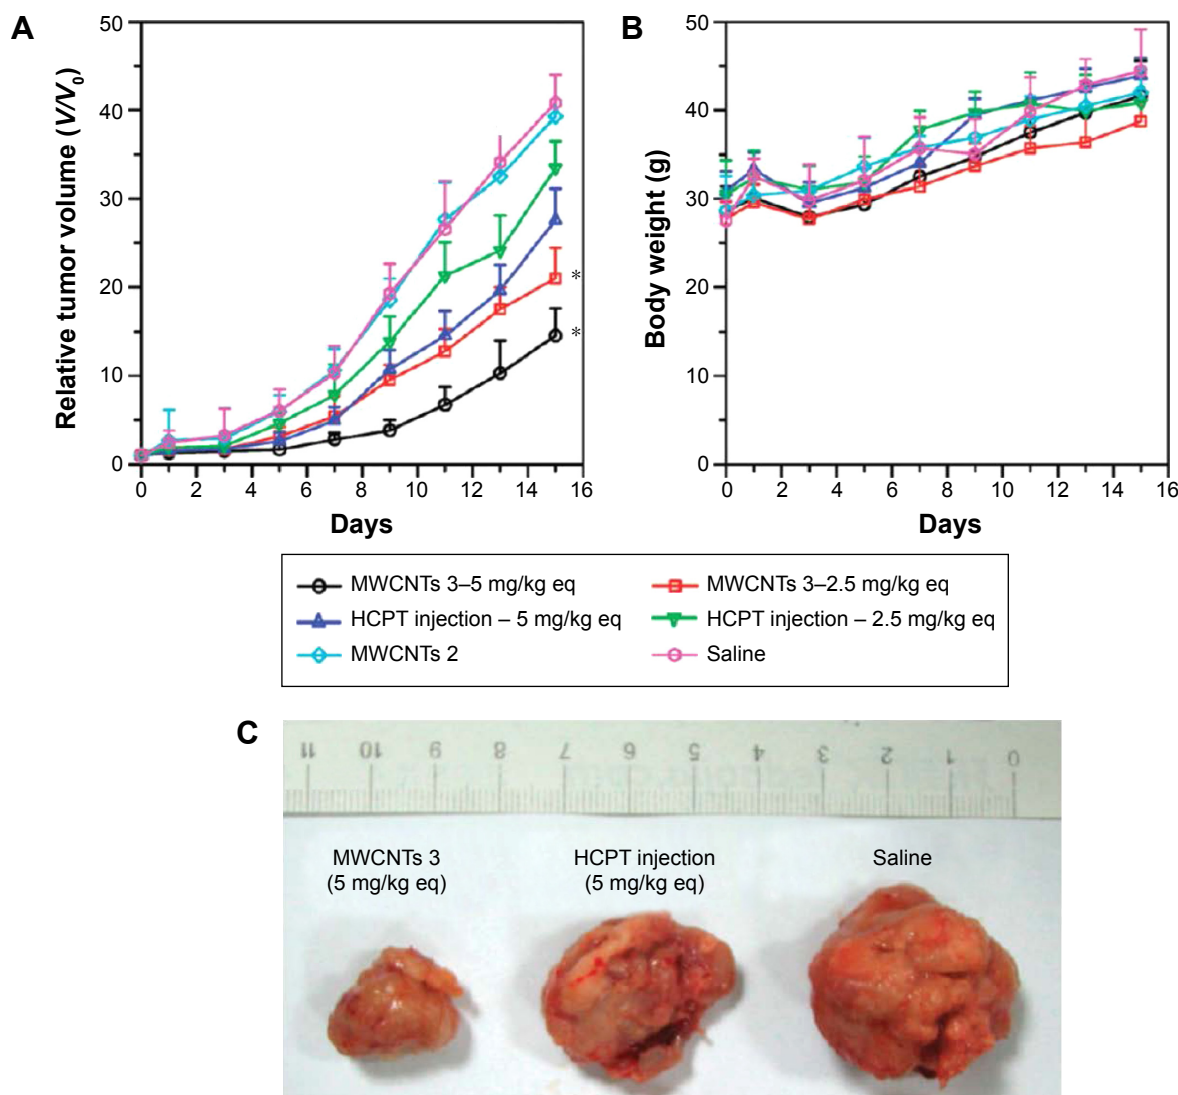 A
B
Relative tumor volume (V/V0)
50
40
30
20
10
0
*
*
0 2 4 6 8 10 12 14 16
Days
Body weight (g)
50
40
30
20
10
0
0 2 4 6 8 10 12 14 16
Days
MWCNTs 3–5 mg/kg eq
MWCNTs 3–2.5 mg/kg eq
HCPT injection – 5 mg/kg eq
HCPT injection – 2.5 mg/kg eq
MWCNTs 2
Saline
C
11 10 9 8 7 6 5 4 3 2 1 0
MWCNTs 3
(5 mg/kg eq)
HCPT injection
(5 mg/kg eq)
Saline